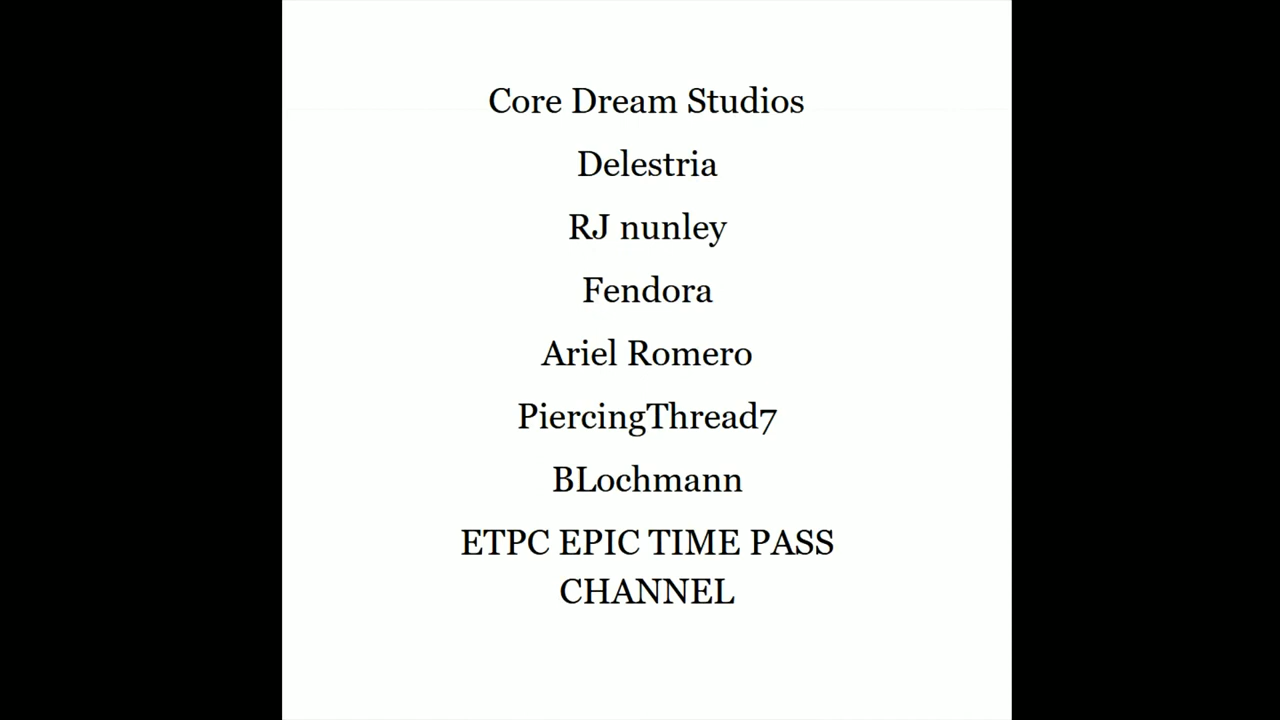 Core Dream Studios
Delestria
RJ nunley
Fendora
Ariel Romero
PiercingThread7
BLochmann
ETPC EPIC TIME PASS
CHANNEL